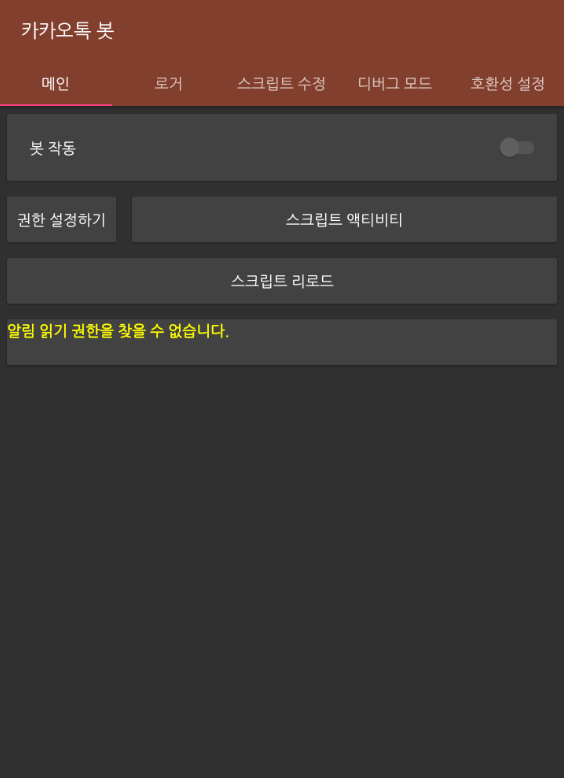 카카오톡 봇
메인 로거 스크립트 수정 디버그 모드 호환성 설정
봇 작동
권한 설정하기 스크립트 액티비티
스크립트 리로드
알림 읽기 권한을 찾을 수 없습니다.